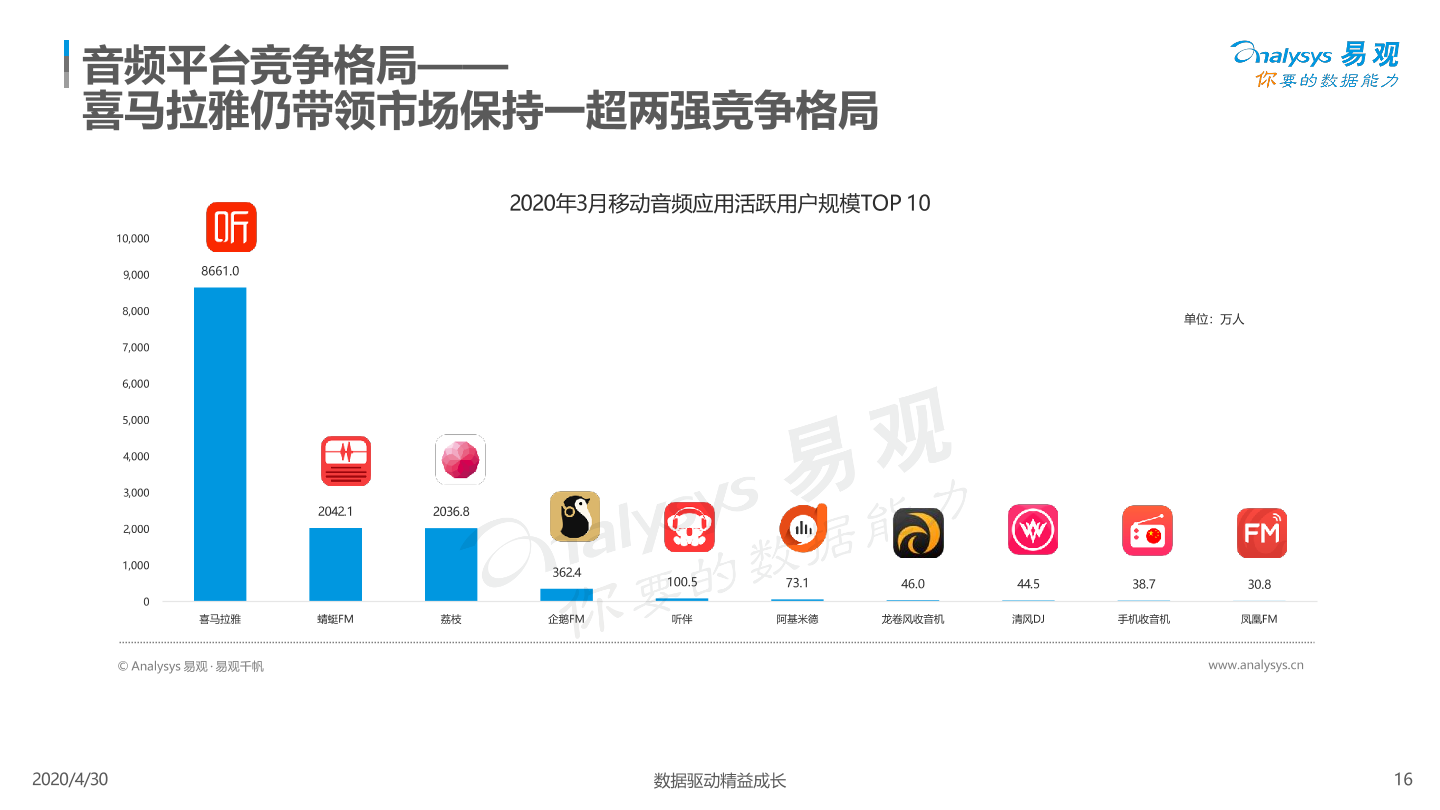 音频平台竞争格局——
喜马拉雅仍带领市场保持一超两强竞争格局
analysys 易观
你要的数据能力
2020年3月移动音频应用活跃用户规模TOP 10
单位：万人
10,000
9,000
8,000
7,000
6,000
5,000
4,000
3,000
2,000
1,000
0
听
8661.0
2042.1
2036.8
362.4
100.5
73.1
46.0
44.5
38.7
FM
30.8
喜马拉雅
蜻蜓FM
荔枝
企鹅FM
听伴
阿基米德
龙卷风收音机
清风DJ
手机收音机
凤凰FM
analysys 易观
你要的数据能力
© Analysys 易观 · 易观千帆
www.analysys.cn
2020/4/30
数据驱动精益成长
16